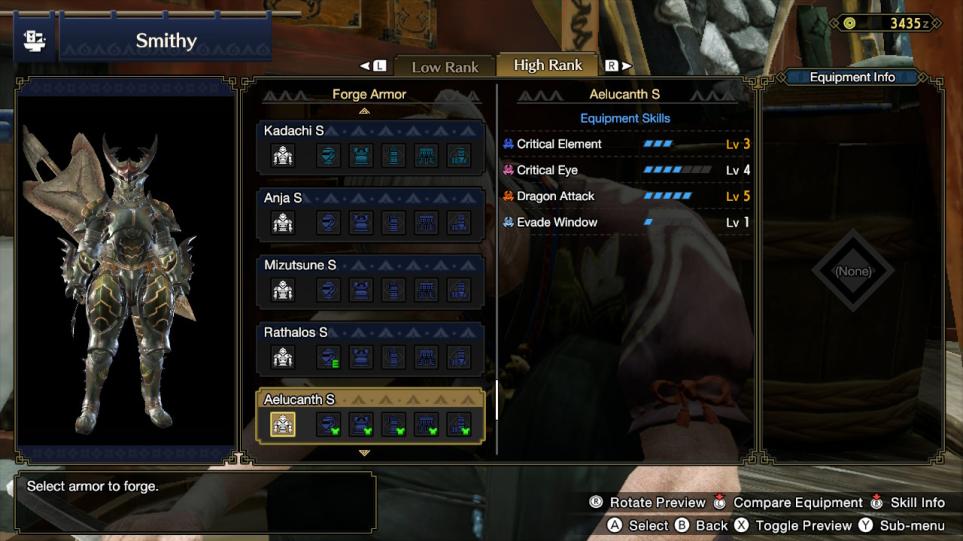 Smithy
3435z
L Low Rank High Rank R
Equipment Info
Forge Armor
Kadachi S
Anja S
Mizutsune S
Rathalos S
E
Aelucanth S
Aelucanth S
Equipment Skills
Critical Element Lv 3
Critical Eye Lv 4
Dragon Attack Lv 5
Evade Window Lv 1
(None)
Select armor to forge.
R Rotate Preview Compare Equipment Skill Info
A Select B Back X Toggle Preview Y Sub-menu